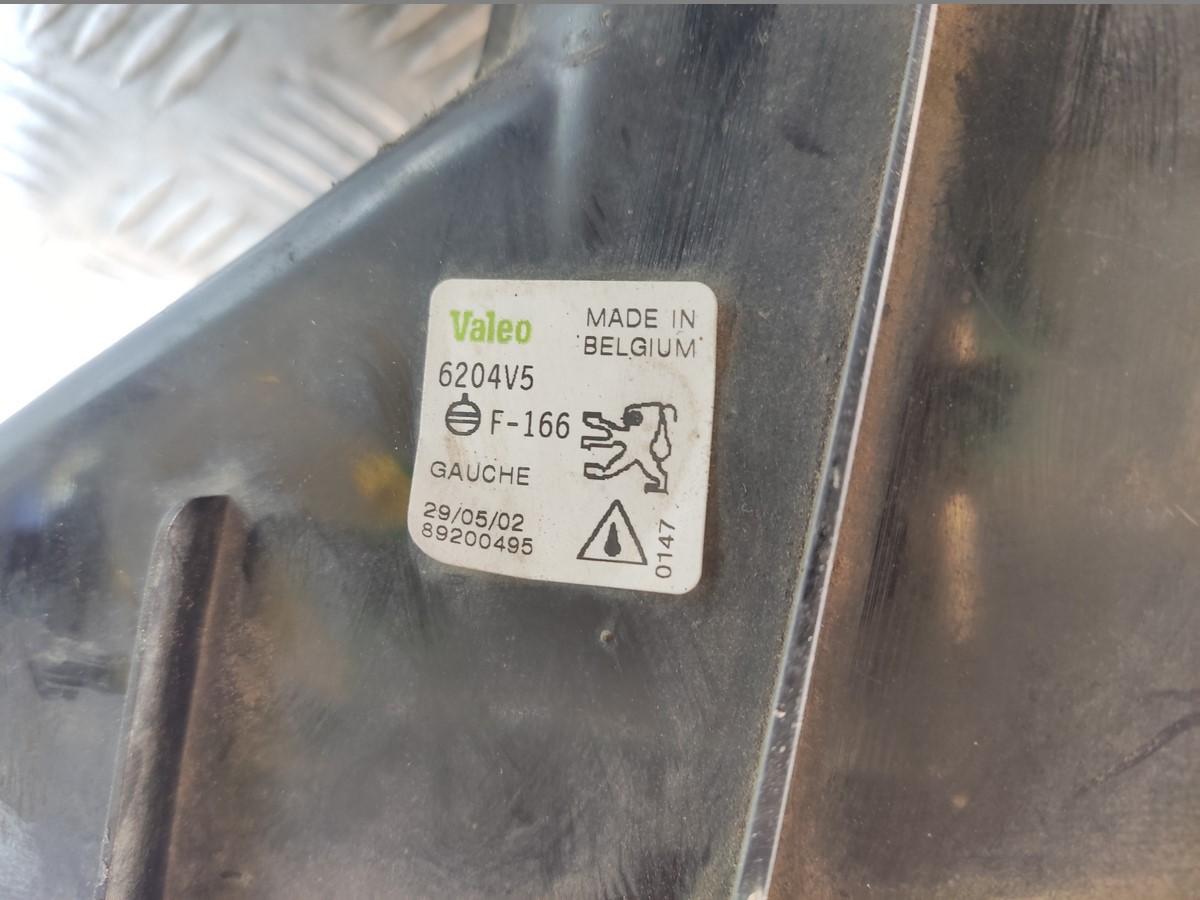 Valeo
MADE IN
BELGIUM
6204V5
F-166
GAUCHE
29/05/02
89200495
0147